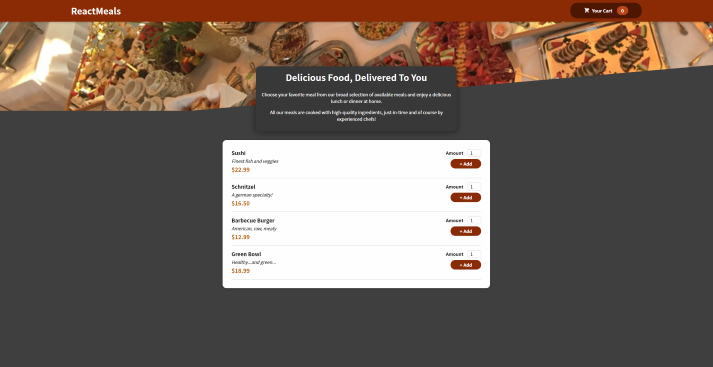 ReactMeals
Your Cart 0
Delicious Food, Delivered To You
Choose your favorite meal from our broad selection of available meals and enjoy a delicious
lunch or dinner at home.
All our meals are cooked with high-quality ingredients, just-in-time and of course by
experienced chefs!
Sushi
Finest fish and veggies
$22.99
Amount 1
+ Add
Schnitzel
A german specialty!
$16.50
Amount 1
+ Add
Barbecue Burger
American, raw, meaty
$12.99
Amount 1
+ Add
Green Bowl
Healthy...and green...
$18.99
Amount 1
+ Add